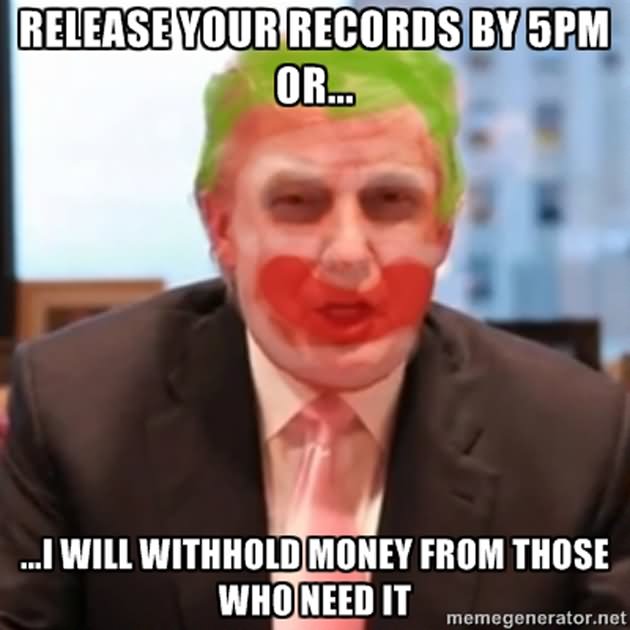 RELEASE YOUR RECORDS BY 5PM
OR...
...I WILL WITHHOLD MONEY FROM THOSE
WHO NEED IT
memegenerator.net